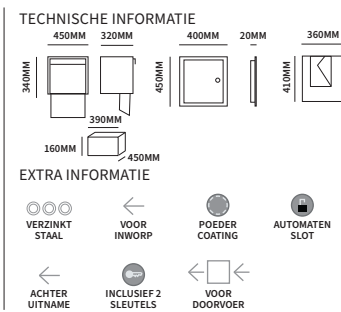 TECHNISCHE INFORMATIE
450MM 320MM 400MM 20MM 360MM
340MM 450MM 410MM
390MM
160MM
450MM
EXTRA INFORMATIE
VERZINKT STAAL
VOOR INWORP
POEDER COATING
AUTOMATEN SLOT
ACHTER UITNAME
INCLUSIEF 2 SLEUTELS
VOOR DOORVOER